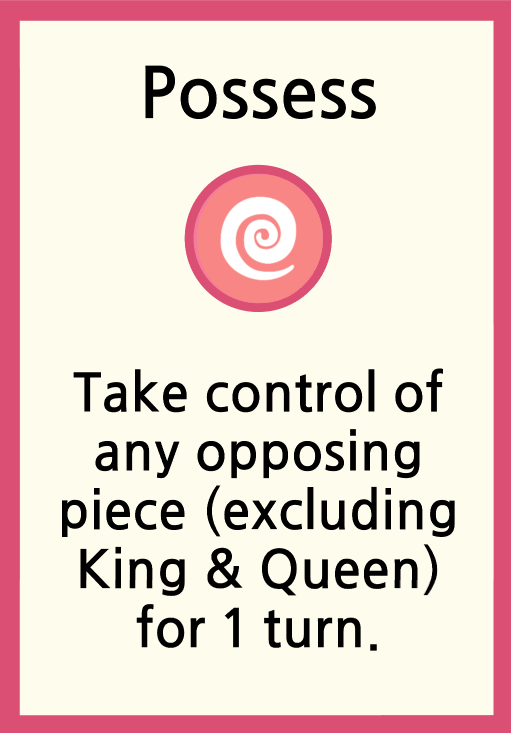 Possess
Take control of
any opposing
piece (excluding
King & Queen)
for 1 turn.